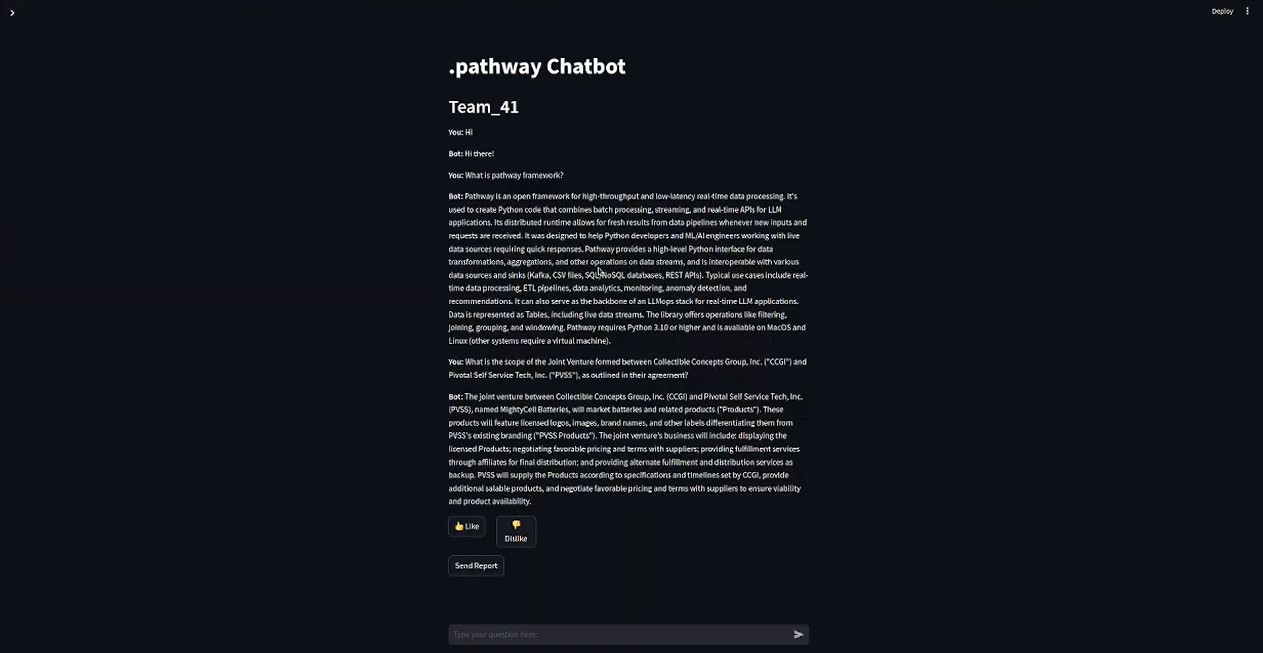 Deploy
.pathway Chatbot
Team_41
You: Hi
Bot: Hi there!
You: What is pathway framework?
Bot: Pathway is an open framework for high-throughput and low-latency real-time data processing. It's
used to create Python code that combines batch processing, streaming, and real-time APIs for LLM
applications. Its distributed runtime allows for fresh results from data pipelines whenever new inputs and
requests are received. It was designed to help Python developers and ML/AI engineers working with live
data sources requiring quick responses. Pathway provides a high-level Python interface for data
transformations, aggregations, and other operations on data streams, and is interoperable with various
data sources and sinks (Kafka, CSV files, SQL/NoSQL databases, REST APIs). Typical use cases include real-
time data processing, ETL pipelines, data analytics, monitoring, anomaly detection, and
recommendations. It can also serve as the backbone of an LLMops stack for real-time LLM applications.
Data is represented as Tables, including live data streams. The library offers operations like filtering,
joining, grouping, and windowing. Pathway requires Python 3.10 or higher and is available on MacOS and
Linux (other systems require a virtual machine).
You: What is the scope of the Joint Venture formed between Collectible Concepts Group, Inc. ("CCGI") and
Pivotal Self Service Tech, Inc. ("PVSS"), as outlined in their agreement?
Bot: The joint venture between Collectible Concepts Group, Inc. (CCGI) and Pivotal Self Service Tech, Inc.
(PVSS), named MightyCell Batteries, will market batteries and related products ("Products"). These
products will feature licensed logos, images, brand names, and other labels differentiating them from
PVSS's existing branding ("PVSS Products"). The joint venture's business will include: displaying the
licensed Products; negotiating favorable pricing and terms with suppliers; providing fulfillment services
through affiliates for final distribution; and providing alternate fulfillment and distribution services as
backup. PVSS will supply the Products according to specifications and timelines set by CCGI, provide
additional salable products, and negotiate favorable pricing and terms with suppliers to ensure viability
and product availability.
👍 Like
👎
Dislike
Send Report
Type your question here: